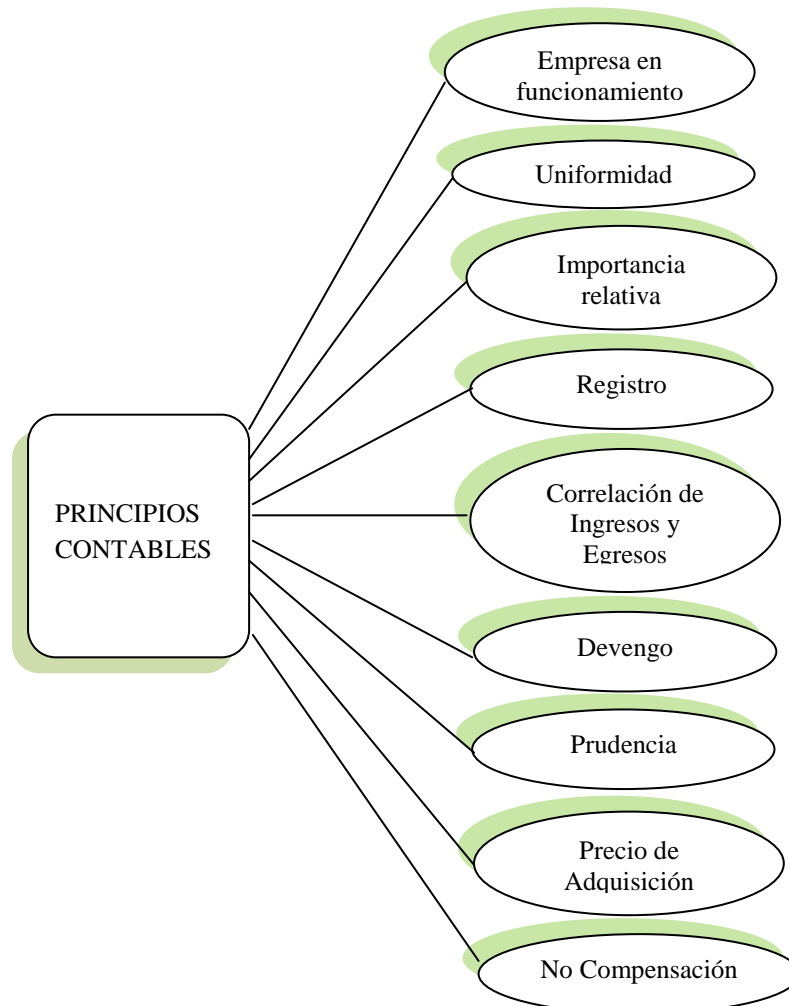 Empresa en
funcionamiento
Uniformidad
Importancia
relativa
Registro
PRINCIPIOS
CONTABLES
Correlación de
Ingresos y
Egresos
Devengo
Prudencia
Precio de
Adquisición
No Compensación